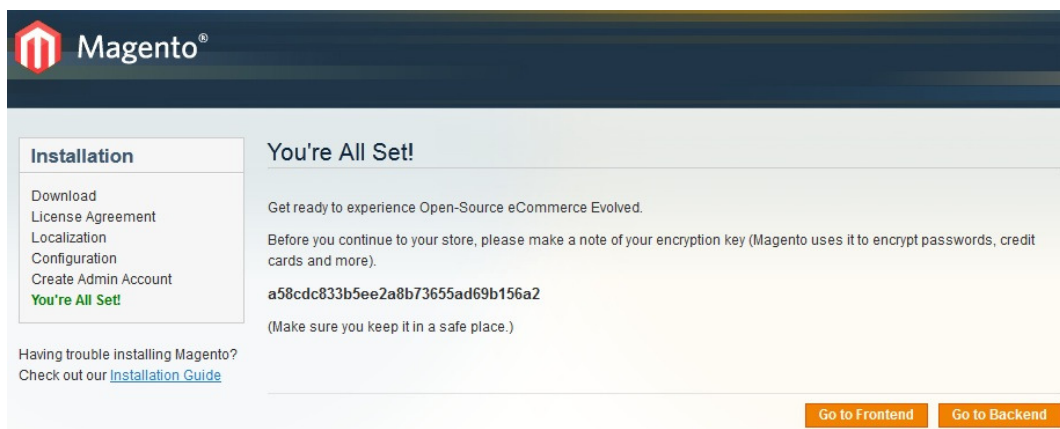 Magento®
Installation
Download
License Agreement
Localization
Configuration
Create Admin Account
You're All Set!
Having trouble installing Magento?
Check out our Installation Guide
You're All Set!
Get ready to experience Open-Source eCommerce Evolved.
Before you continue to your store, please make a note of your encryption key (Magento uses it to encrypt passwords, credit
cards and more).
a58cdc833b5ee2a8b73655ad69b156a2
(Make sure you keep it in a safe place.)
Go to Frontend
Go to Backend